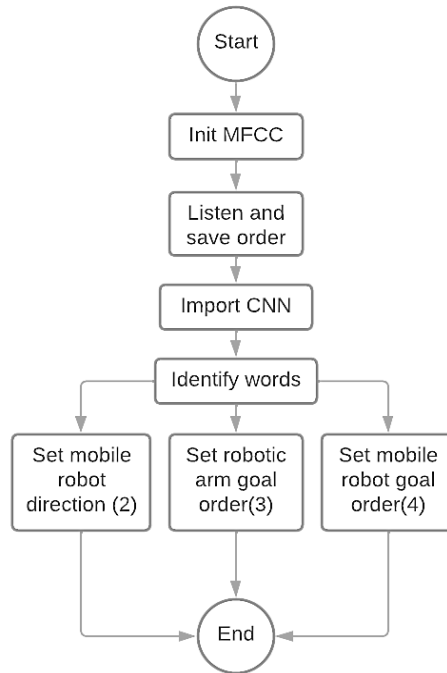 Start
Init MFCC
Listen and
save order
Import CNN
Identify words
Set mobile
robot
direction (2)
Set robotic
arm goal
order(3)
Set mobile
robot goal
order(4)
End